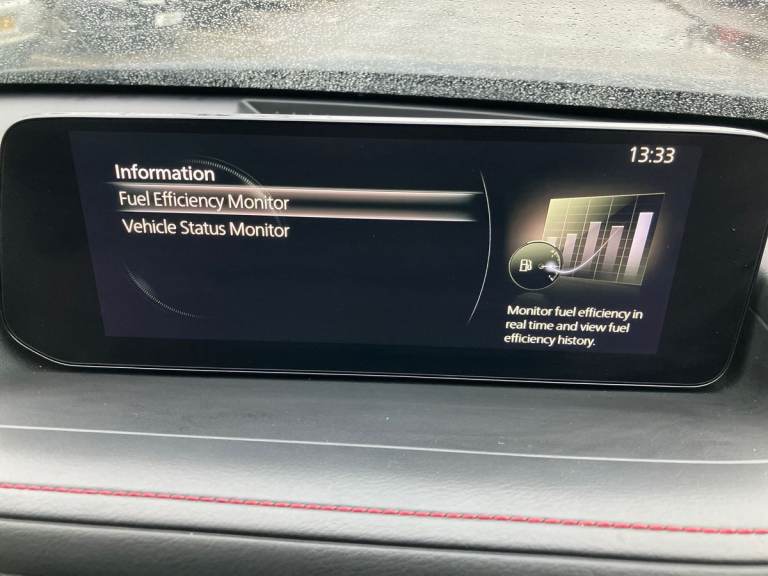 13:33
Information
Fuel Efficiency Monitor
Vehicle Status Monitor
Monitor fuel efficiency in
real time and view fuel
efficiency history.